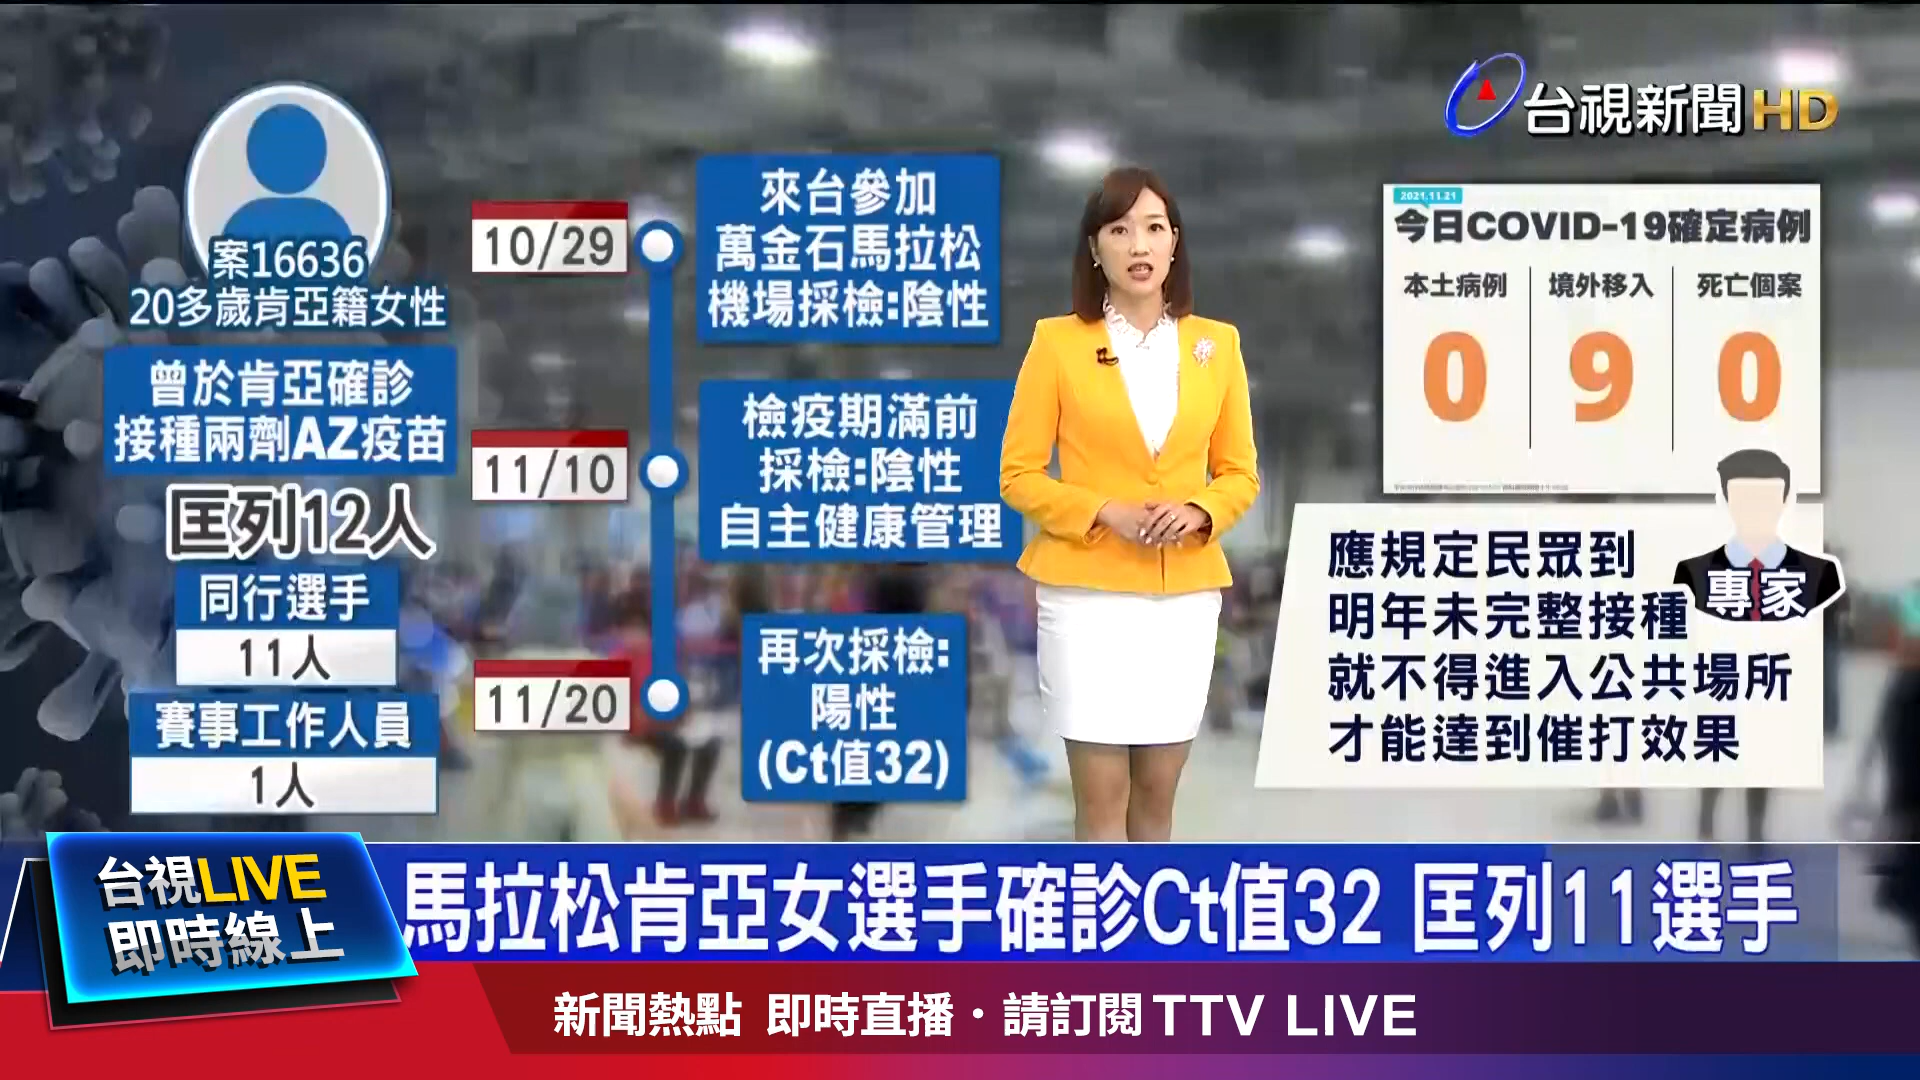 台視新聞HD
案16636
20多歲肯亞籍女性
曾於肯亞確診
接種兩劑AZ疫苗
匡列12人
同行選手
11人
賽事工作人員
1人
10/29
來台參加
萬金石馬拉松
機場採檢:陰性
11/10
檢疫期滿前
採檢:陰性
自主健康管理
11/20
再次採檢:
陽性
(Ct值32)
2021.11.21
今日COVID-19確定病例
本土病例 境外移入 死亡個案
0 9 0
專家
應規定民眾到
明年未完整接種
就不得進入公共場所
才能達到催打效果
台視LIVE
即時線上
馬拉松肯亞女選手確診Ct值32 匡列11選手
新聞熱點 即時直播・請訂閱TTV LIVE